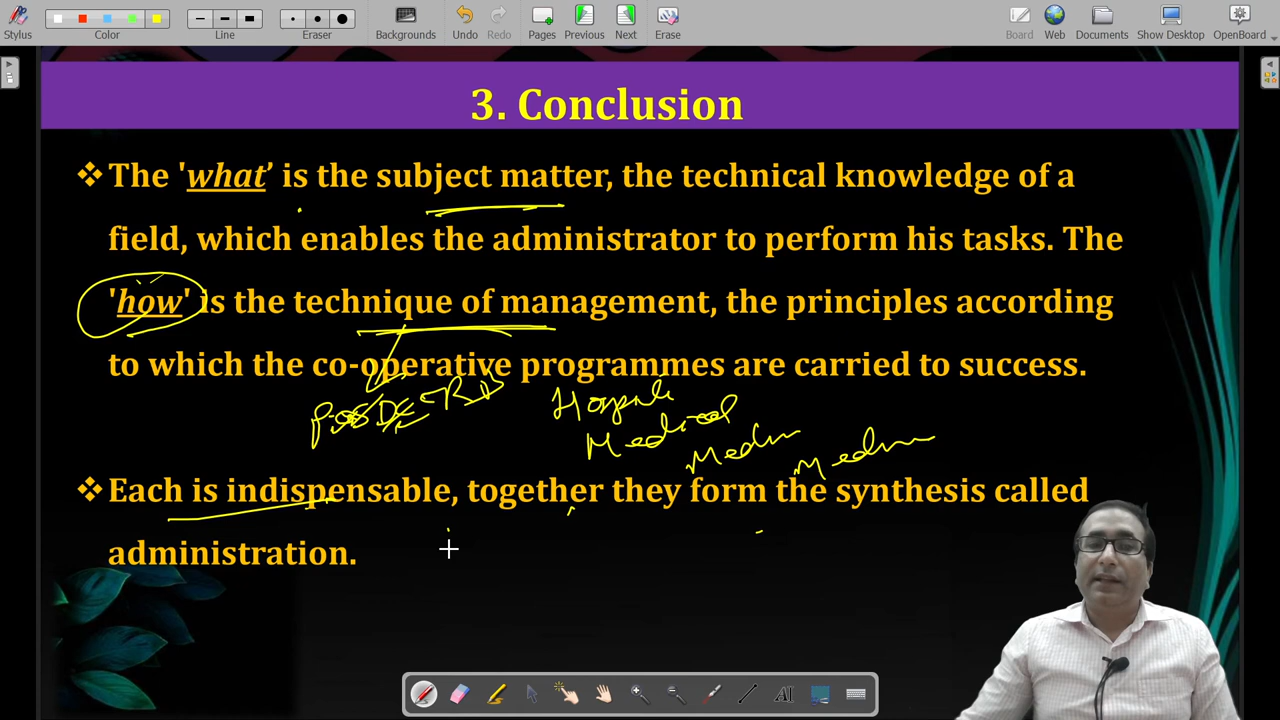 Stylus Color Line Eraser Backgrounds Undo Redo Pages Previous Next Erase Board Web Documents Show Desktop OpenBoard
3. Conclusion
❖The 'what’ is the subject matter, the technical knowledge of a
field, which enables the administrator to perform his tasks. The
'how' is the technique of management, the principles according
to which the co-operative programmes are carried to success.
Medical
❖Each is indispensable, together they form the synthesis called
administration.
AI